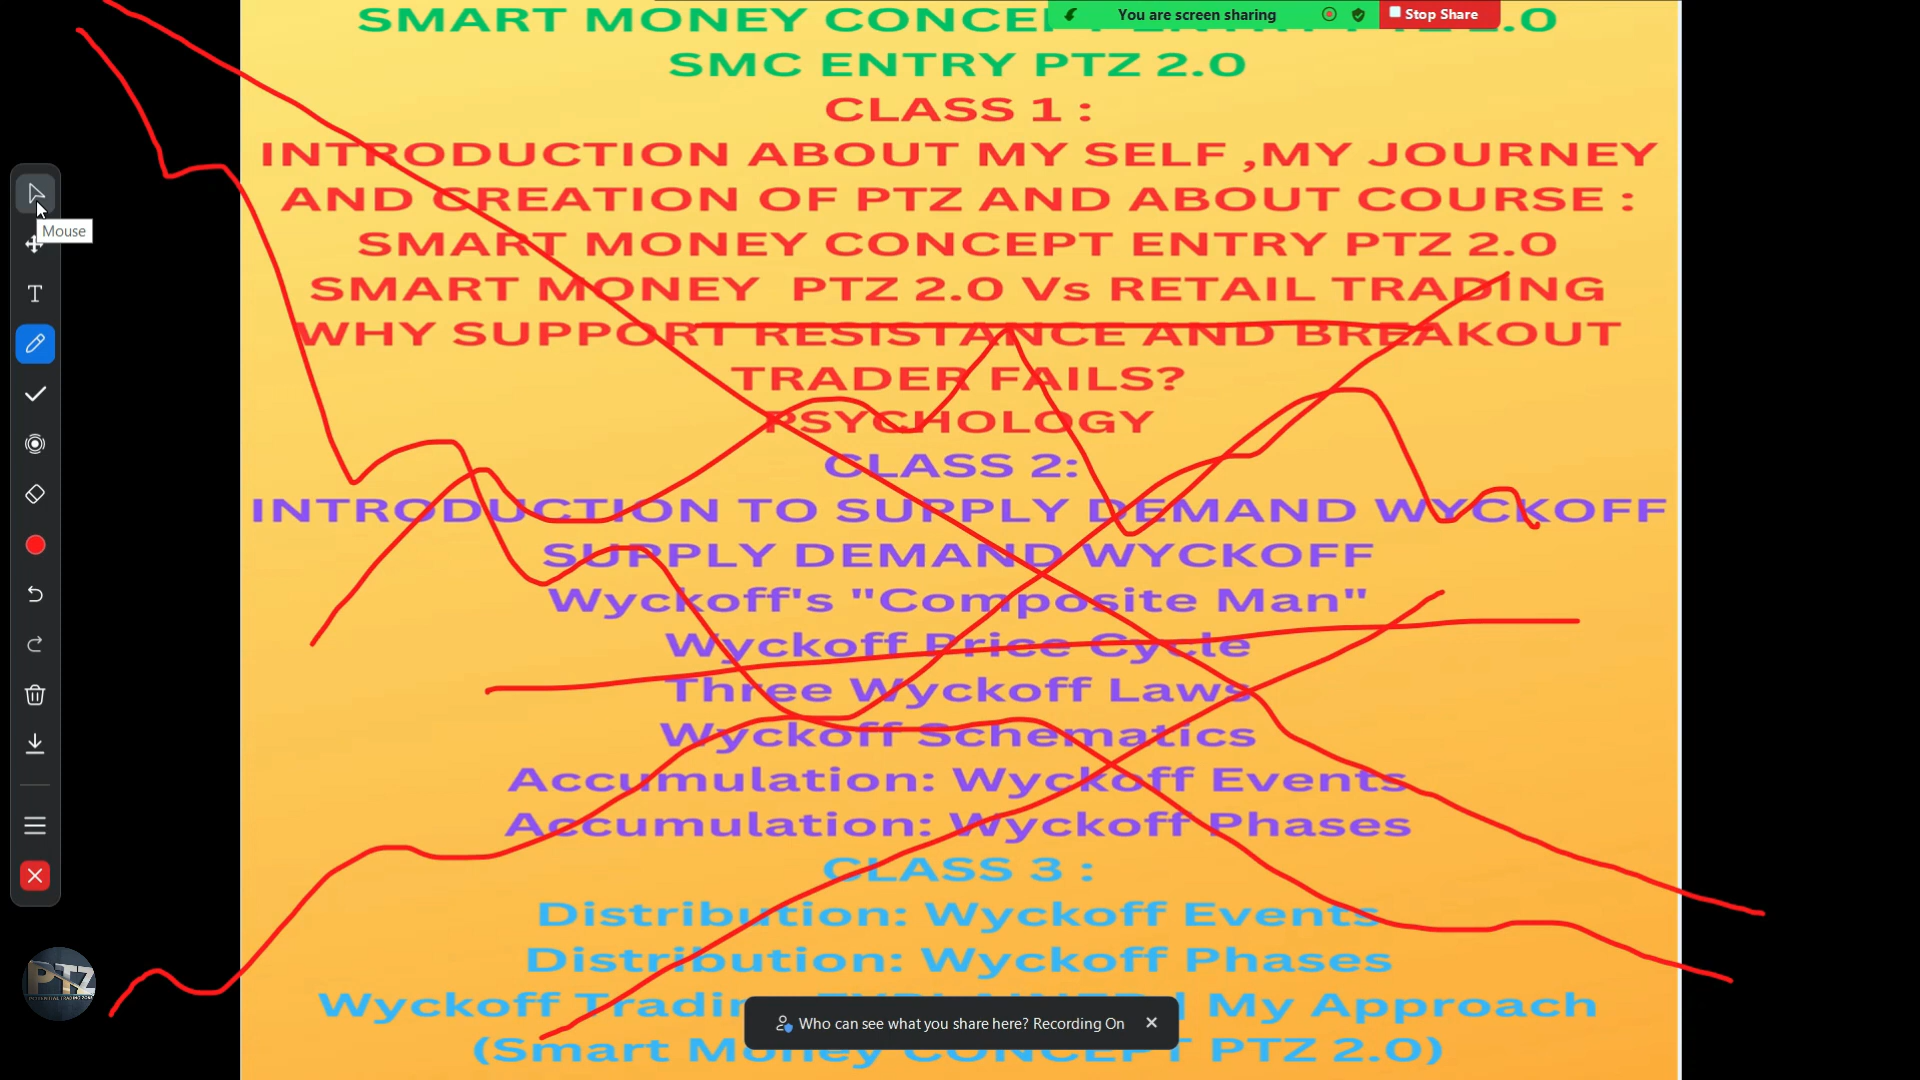 SMART MONEY CONCEPT ENTRY PTZ 2.0
You are screen sharing
Stop Share
SMC ENTRY PTZ 2.0
CLASS 1 :
INTRODUCTION ABOUT MY SELF ,MY JOURNEY
AND CREATION OF PTZ AND ABOUT COURSE :
Mouse
SMART MONEY CONCEPT ENTRY PTZ 2.0
SMART MONEY PTZ 2.0 Vs RETAIL TRADING
WHY SUPPORT RESISTANCE AND BREAKOUT
TRADER FAILS?
PSYCHOLOGY
CLASS 2:
INTRODUCTION TO SUPPLY DEMAND WYCKOFF
SUPPLY DEMAND WYCKOFF
Wyckoff's "Composite Man"
Wyckoff Price Cycle
Three Wyckoff Laws
Wyckoff Schematics
Accumulation: Wyckoff Events
Accumulation: Wyckoff Phases
CLASS 3 :
Distribution: Wyckoff Events
Distribution: Wyckoff Phases
PTZ
Wyckoff Trading EXPLAINED | My Approach
Who can see what you share here? Recording On
(Smart Money CONCEPT PTZ 2.0)